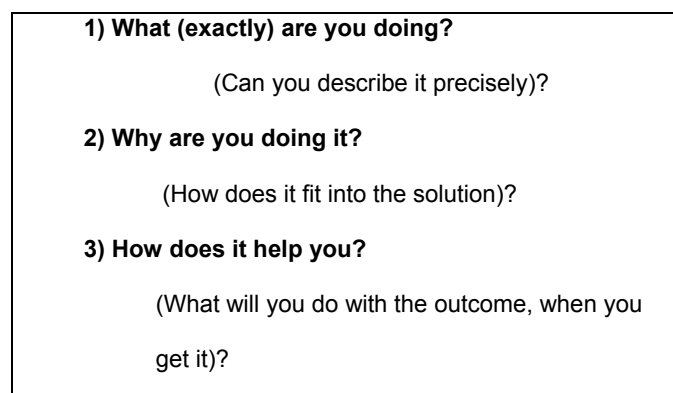 1) What (exactly) are you doing?
(Can you describe it precisely)?
2) Why are you doing it?
(How does it fit into the solution)?
3) How does it help you?
(What will you do with the outcome, when you
get it)?